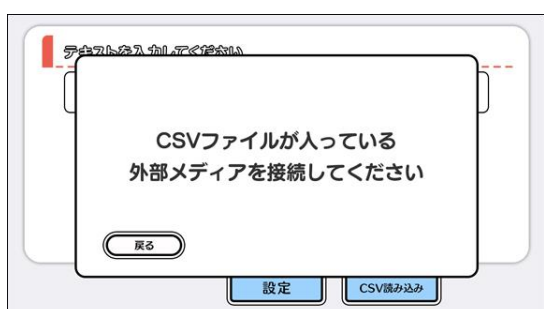 テキストを入力してください
CSVファイルが入っている
外部メディアを接続してください
戻る
設定
CSV読み込み